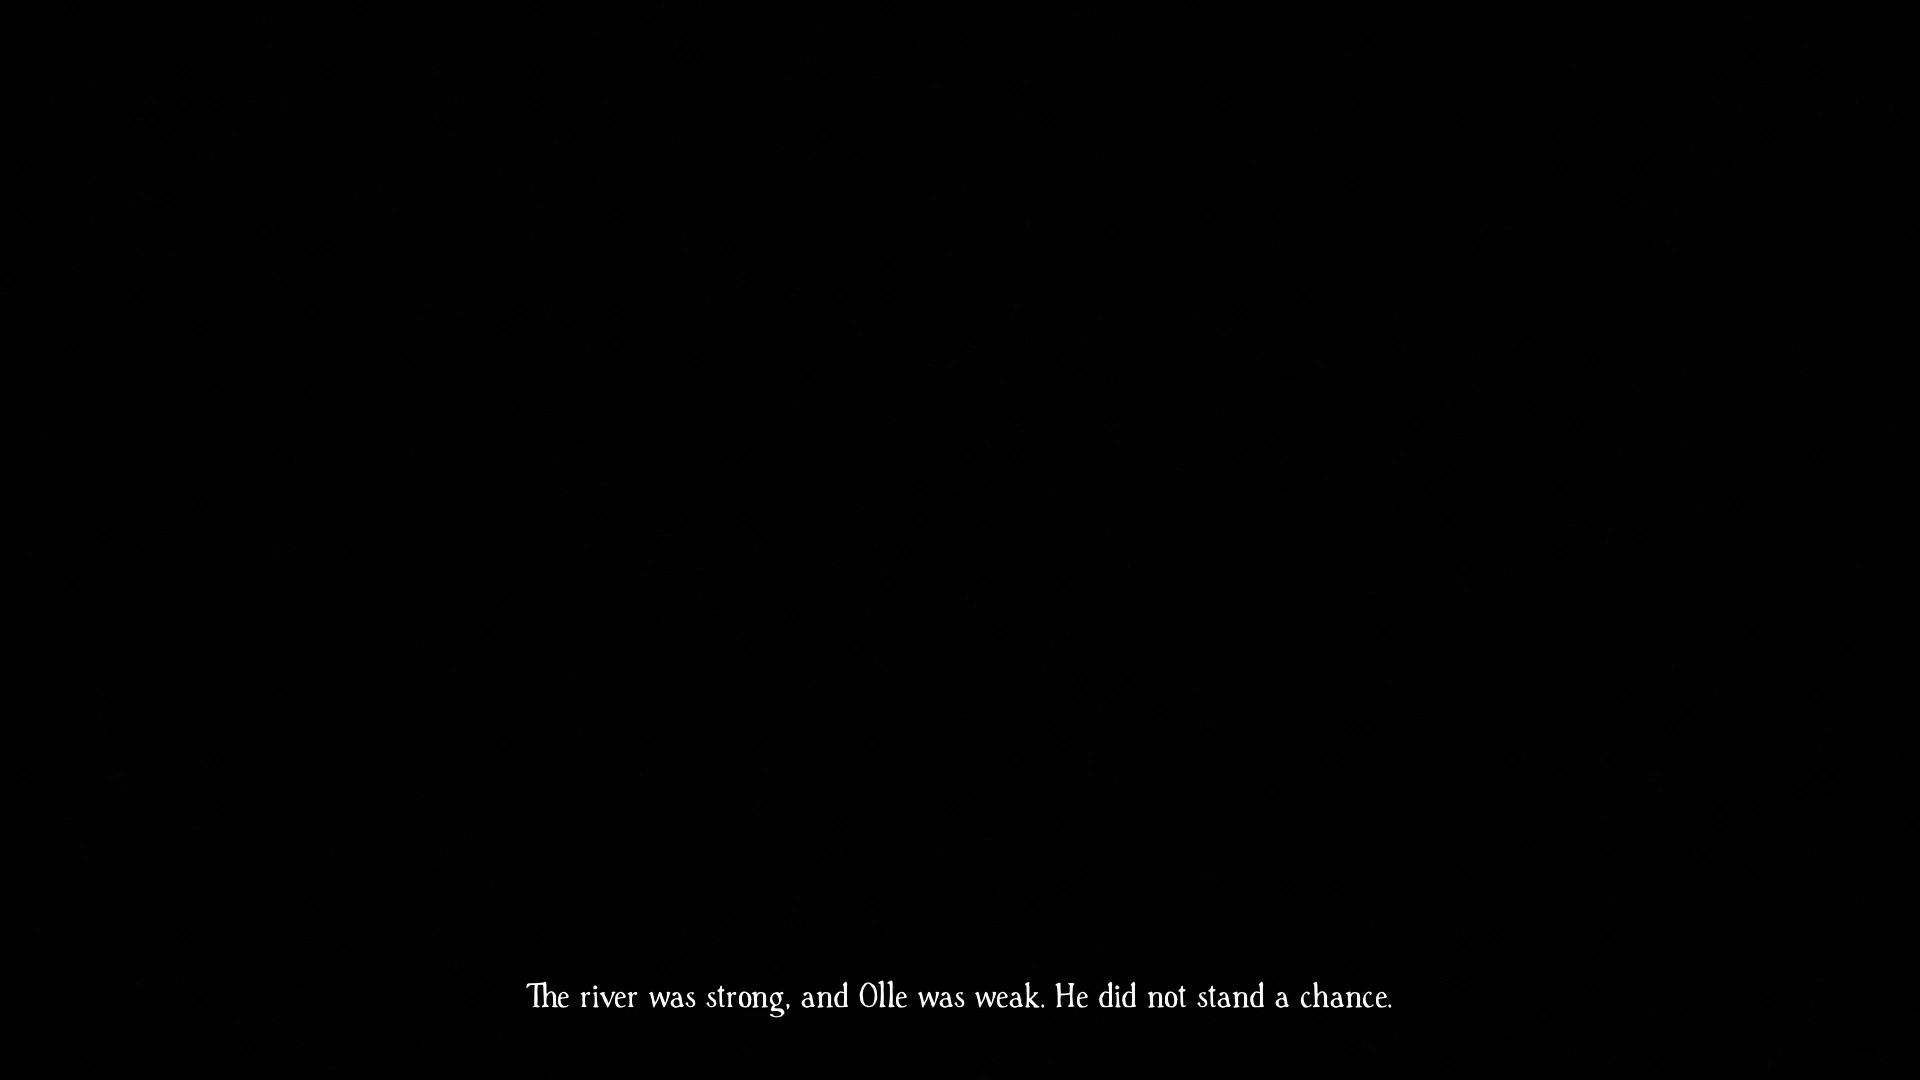 The river was strong, and Olle was weak. He did not stand a chance.